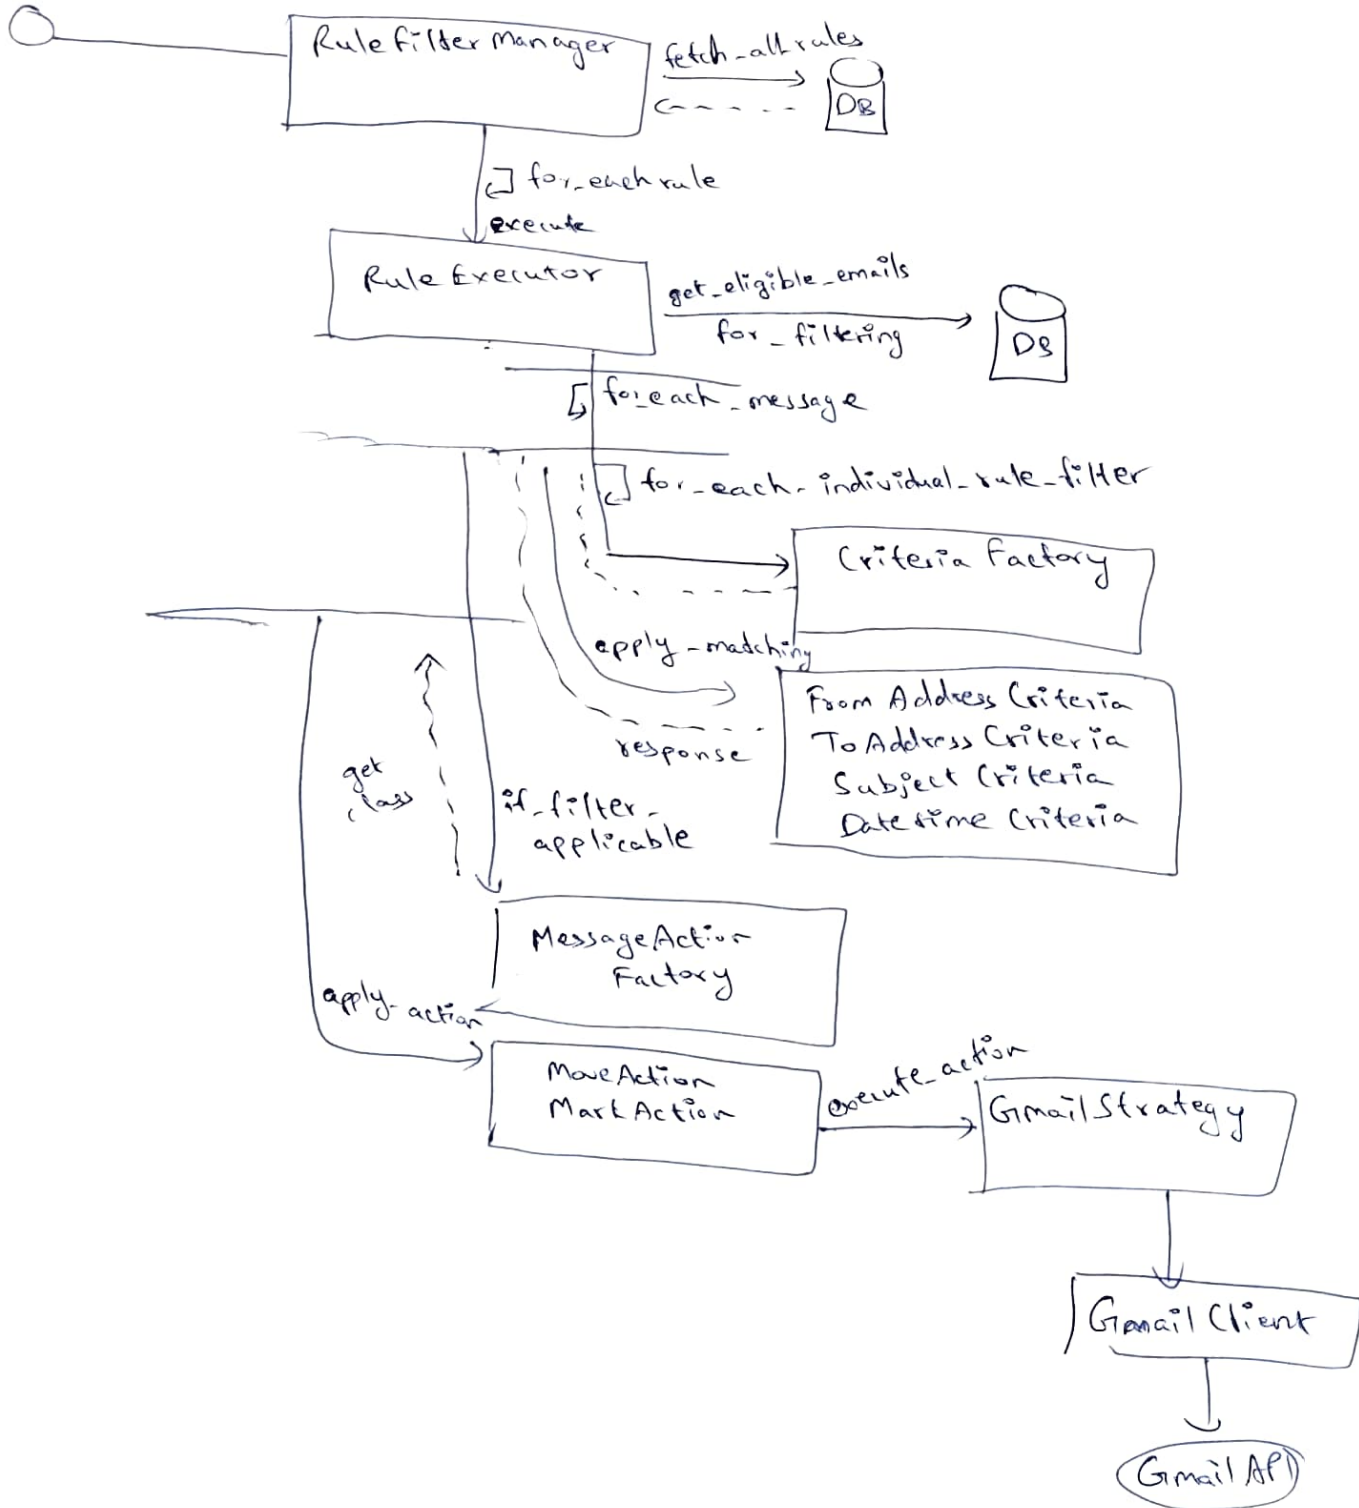 Rule Filter Manager
fetch_all rules
DB
for_each rule
execute
Rule Executor
get_eligible_emails
for_filtering
DB
for_each_message
for_each_individual_rule_filter
Criteria Factory
apply_matching
From Address Criteria
To Address Criteria
Subject Criteria
Datetime Criteria
response
get
class
if_filter_
applicable
MessageAction
Factory
apply_action
MoveAction
MarkAction
execute_action
GmailStrategy
Gmail Client
Gmail API